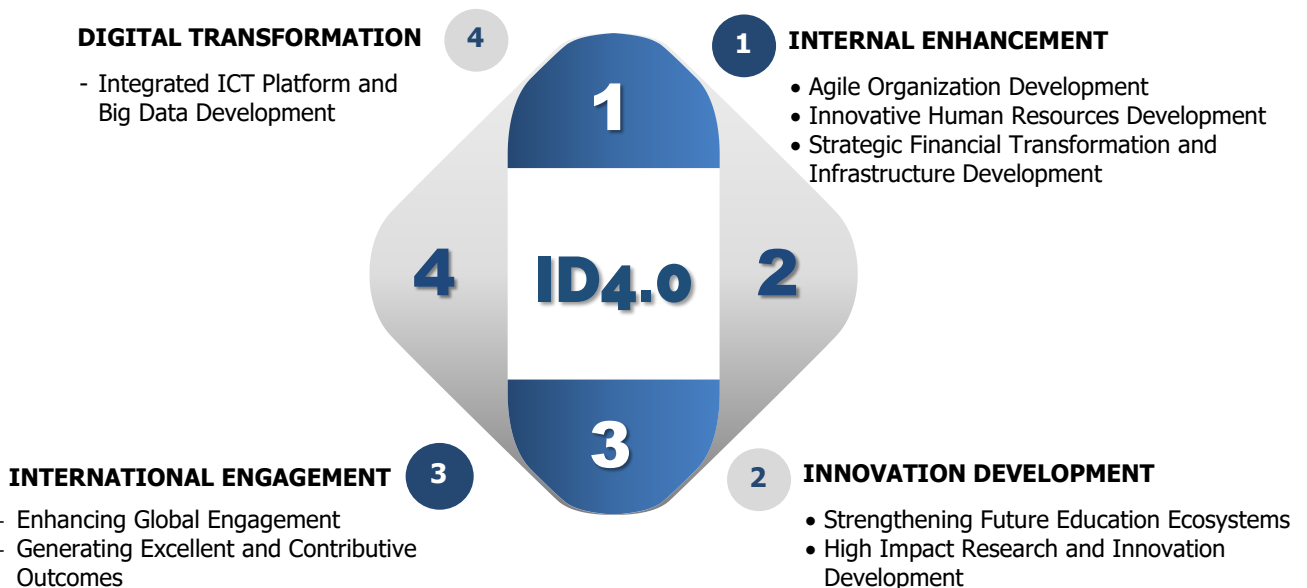 DIGITAL TRANSFORMATION
4
- Integrated ICT Platform and
Big Data Development
1
INTERNAL ENHANCEMENT
• Agile Organization Development
• Innovative Human Resources Development
• Strategic Financial Transformation and
Infrastructure Development
1
4
ID4.0
2
3
INTERNATIONAL ENGAGEMENT
3
- Enhancing Global Engagement
- Generating Excellent and Contributive
Outcomes
2
INNOVATION DEVELOPMENT
• Strengthening Future Education Ecosystems
• High Impact Research and Innovation
Development